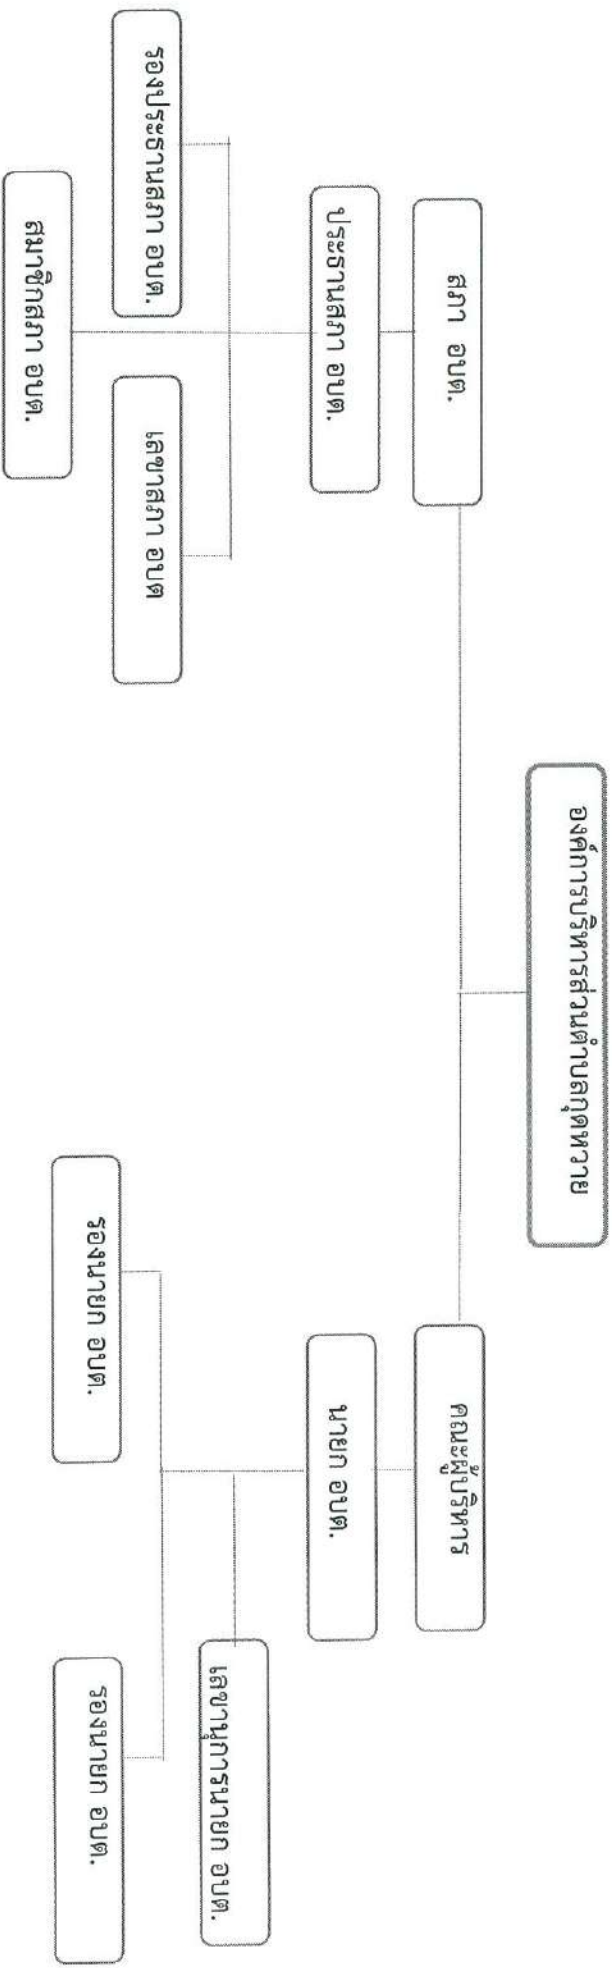 องค์การบริหารส่วนตำบลกุดหวาย
สภา อบต.
คณะผู้บริหาร
ประธานสภา อบต.
นายก อบต.
รองประธานสภา อบต.
เลขาสภา อบต
เลขานุการนายก อบต.
สมาชิกสภา อบต.
รองนายก อบต.
รองนายก อบต.